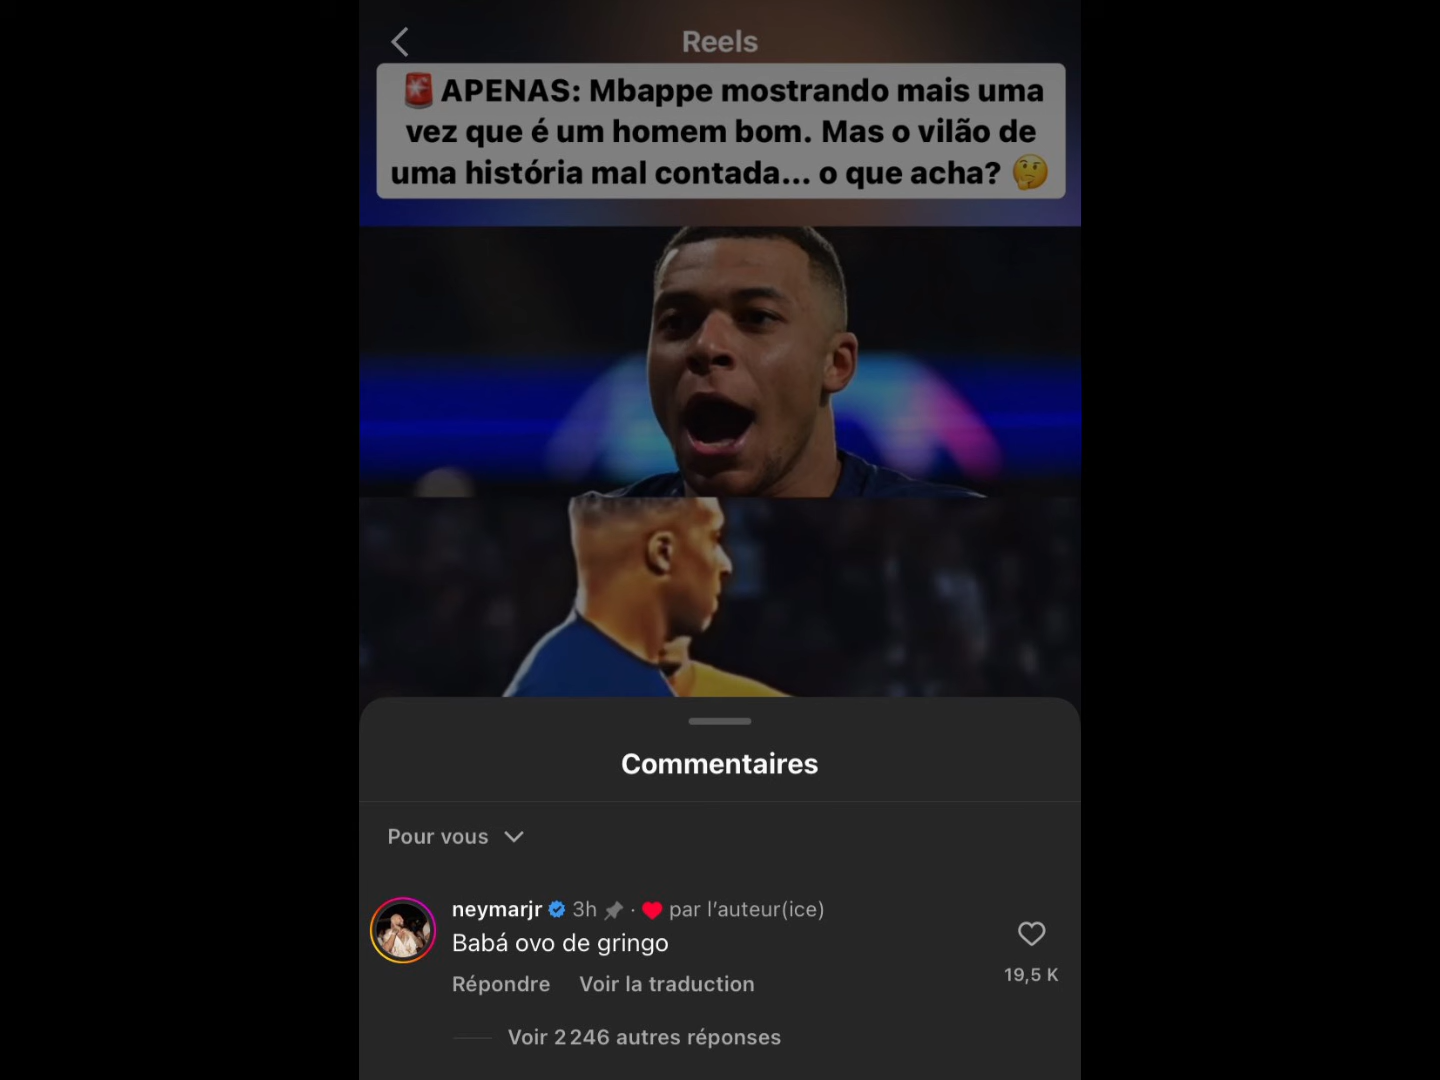 Reels
🚨 APENAS: Mbappe mostrando mais uma
vez que é um homem bom. Mas o vilão de
uma história mal contada... o que acha? 🤔
Commentaires
Pour vous
neymarjr 3h · ❤️ par l'auteur(ice)
Babá ovo de gringo
19,5 K
Répondre Voir la traduction
Voir 2 246 autres réponses